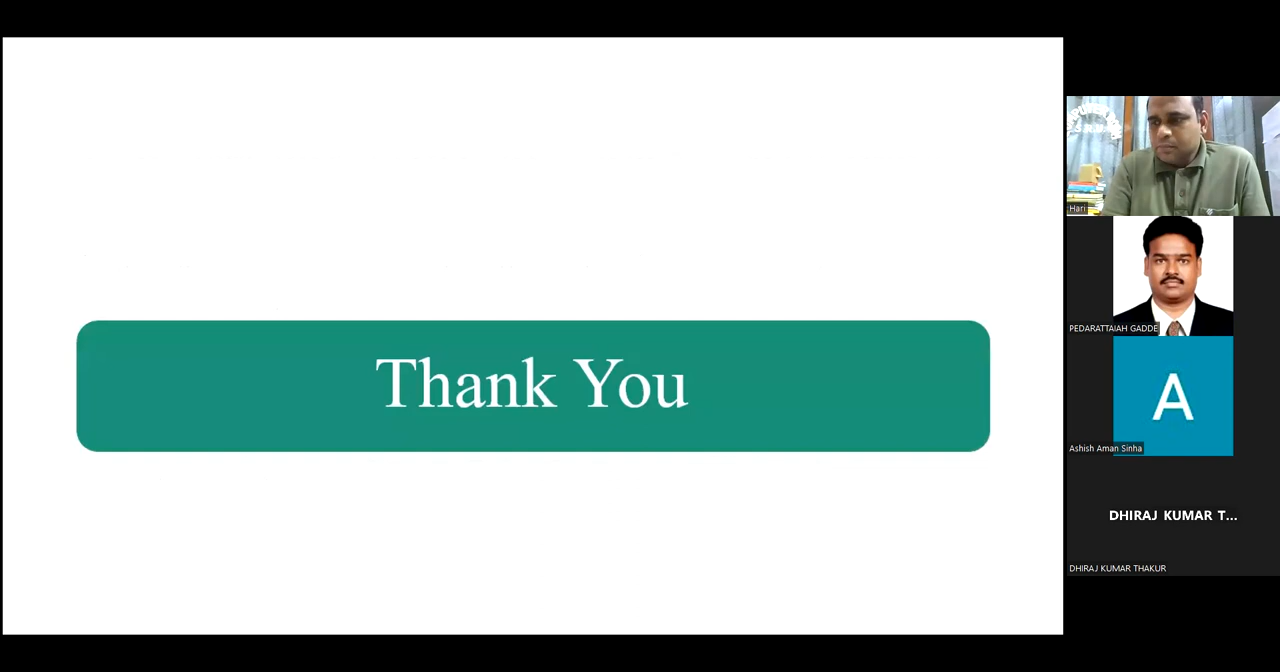 Thank You
Hari
PEDARATTAIAH GADDE
A
Ashish Aman Sinha
DHIRAJ KUMAR T...
DHIRAJ KUMAR THAKUR